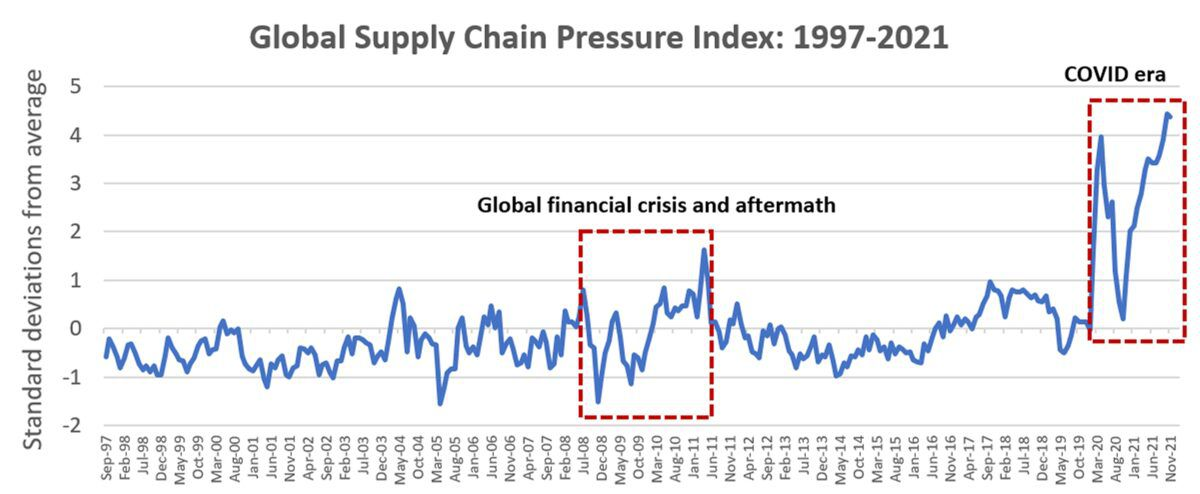 Global Supply Chain Pressure Index: 1997-2021
COVID era
Global financial crisis and aftermath
Standard deviations from average
5
4
3
2
1
0
-1
-2
Sep-97
Feb-98
Jul-98
Dec-98
May-99
Oct-99
Mar-00
Aug-00
Jan-01
Jun-01
Nov-01
Apr-02
Sep-02
Feb-03
Jul-03
Dec-03
May-04
Oct-04
Mar-05
Aug-05
Jan-06
Jun-06
Nov-06
Apr-07
Sep-07
Feb-08
Jul-08
Dec-08
May-09
Oct-09
Mar-10
Aug-10
Jan-11
Jun-11
Nov-11
Apr-12
Sep-12
Feb-13
Jul-13
Dec-13
May-14
Oct-14
Mar-15
Aug-15
Jan-16
Jun-16
Nov-16
Apr-17
Sep-17
Feb-18
Jul-18
Dec-18
May-19
Oct-19
Mar-20
Aug-20
Jan-21
Jun-21
Nov-21